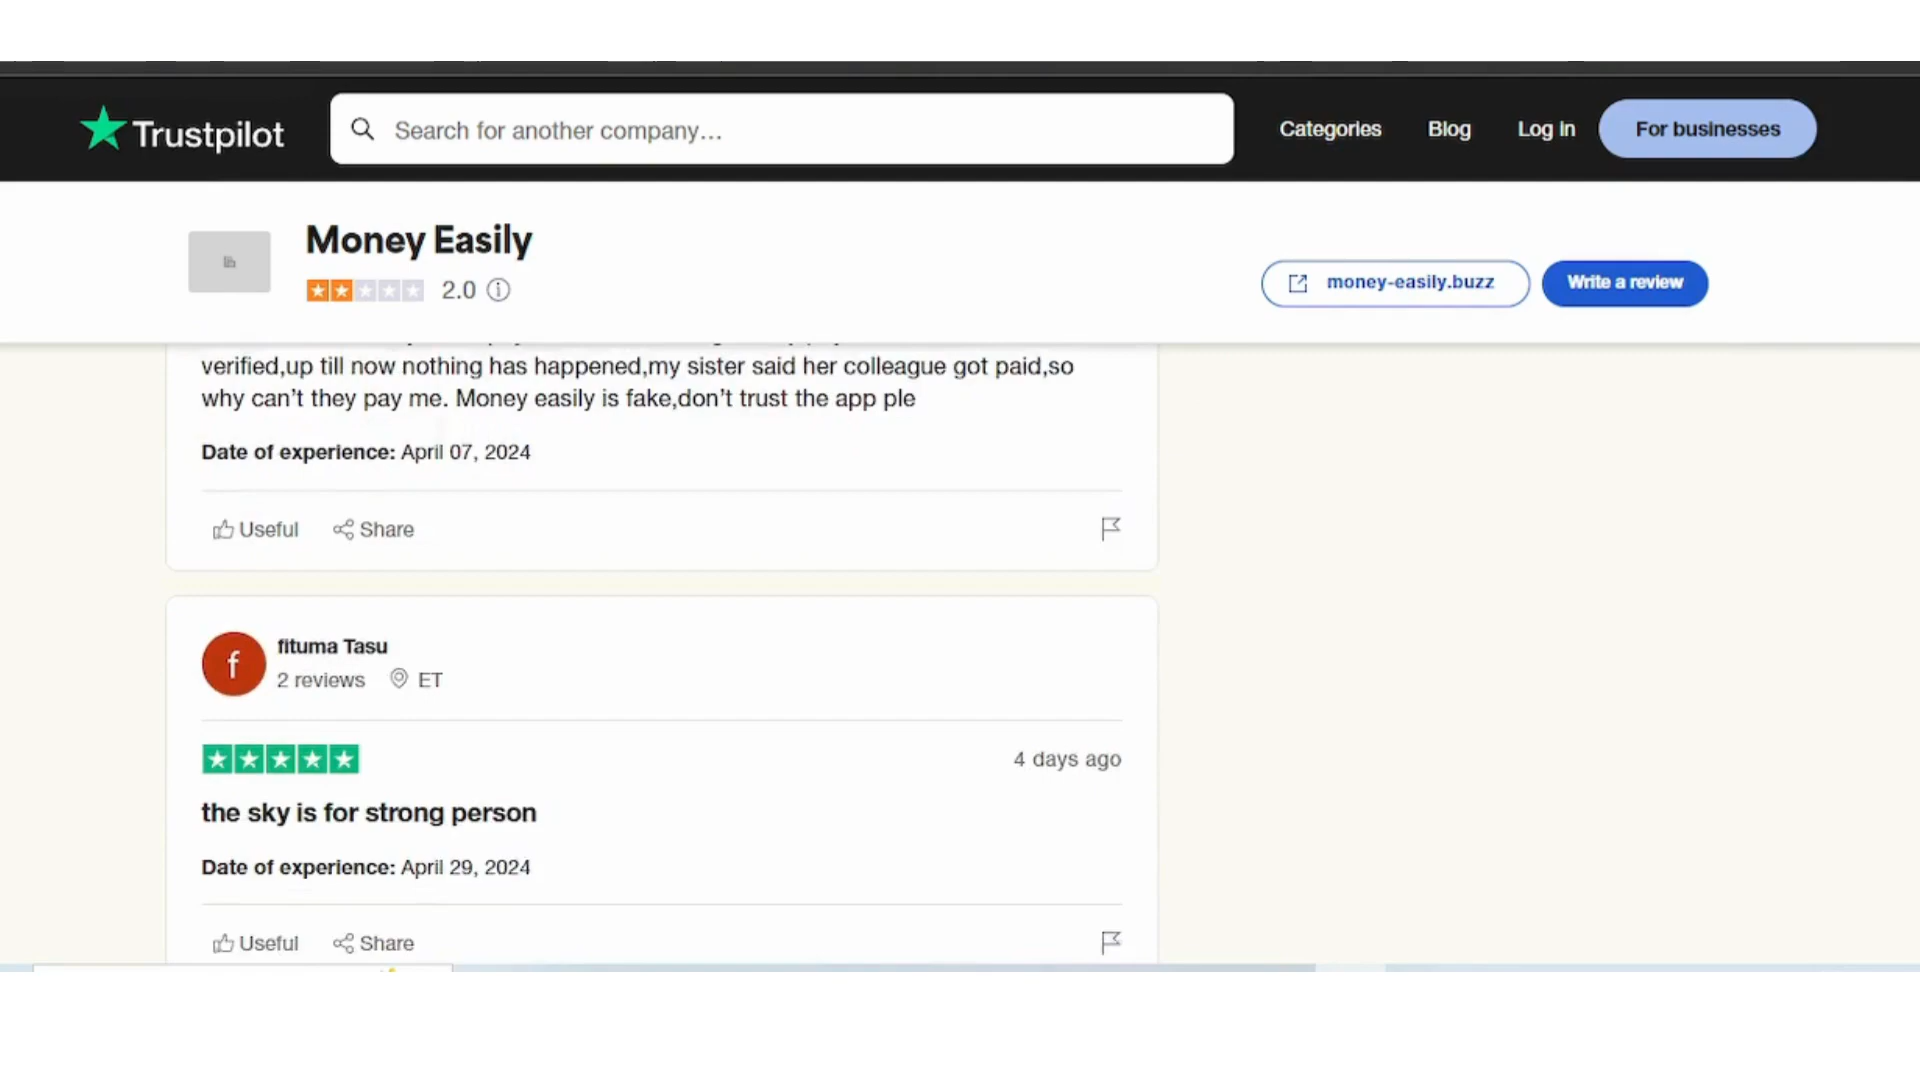 Trustpilot
Search for another company...
Categories
Blog
Log in
For businesses
Money Easily
2.0
money-easily.buzz
Write a review
verified,up till now nothing has happened,my sister said her colleague got paid,so
why can't they pay me. Money easily is fake,don't trust the app ple
Date of experience: April 07, 2024
Useful
Share
f
fituma Tasu
2 reviews
ET
4 days ago
the sky is for strong person
Date of experience: April 29, 2024
Useful
Share